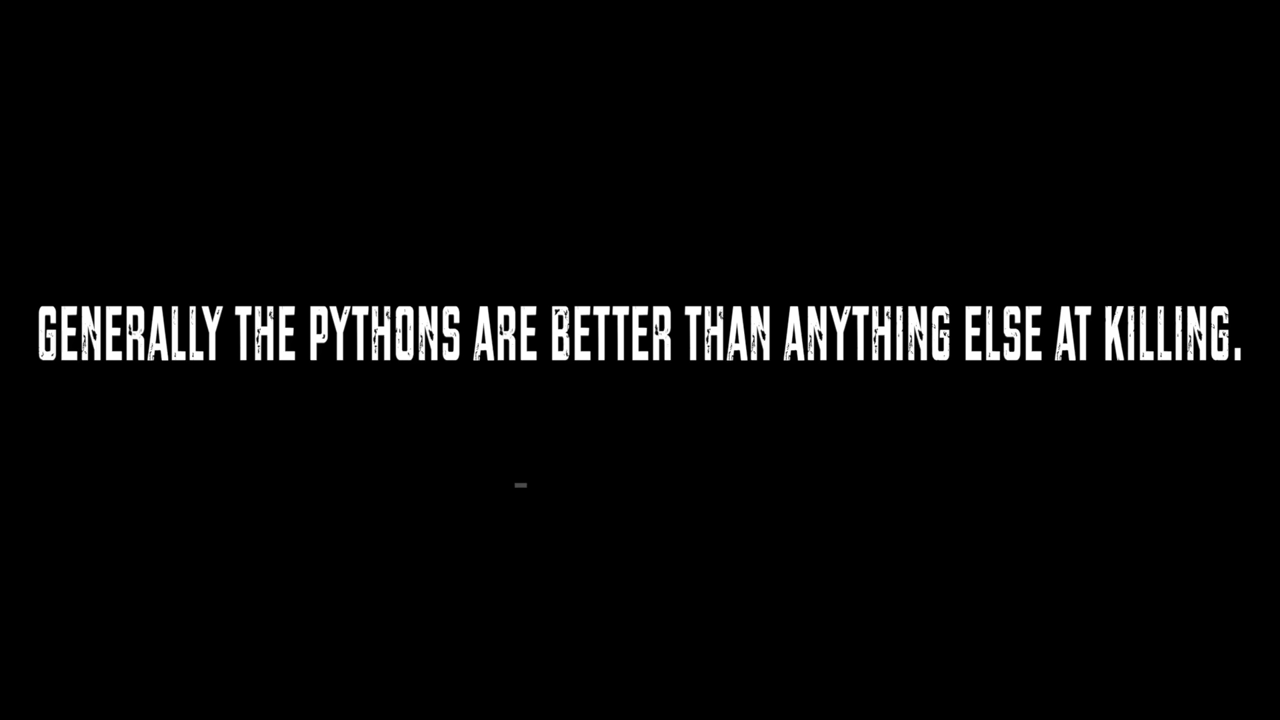 GENERALLY THE PYTHONS ARE BETTER THAN ANYTHING ELSE AT KILLING.
-